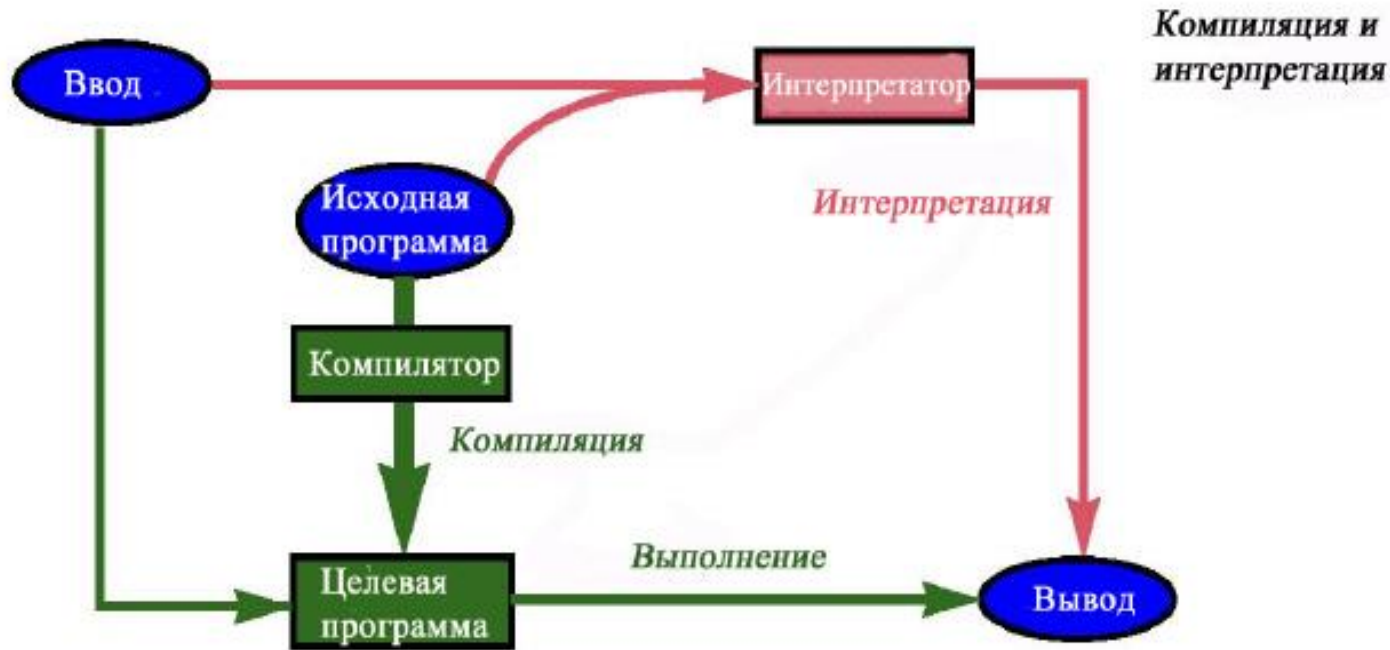 Компиляция и
интерпретация
Ввод
Интерпретатор
Исходная
программа
Интерпретация
Компилятор
Компиляция
Целевая
программа
Выполнение
Вывод